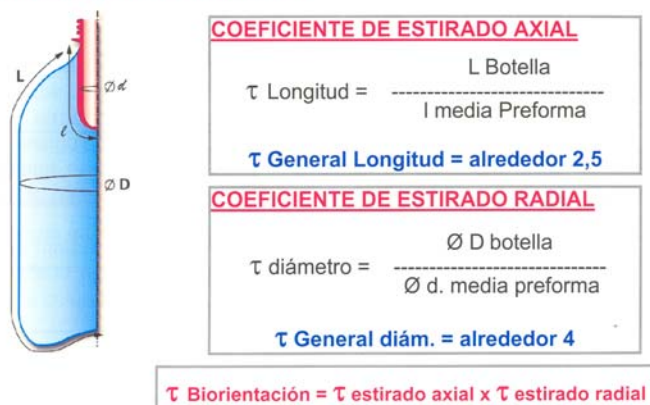 L
Ø d
l
Ø D
COEFICIENTE DE ESTIRADO AXIAL
τ Longitud =
L Botella
l media Preforma
τ General Longitud = alrededor 2,5
COEFICIENTE DE ESTIRADO RADIAL
τ diámetro =
Ø D botella
Ø d. media preforma
τ General diám. = alrededor 4
τ Biorientación = τ estirado axial x τ estirado radial